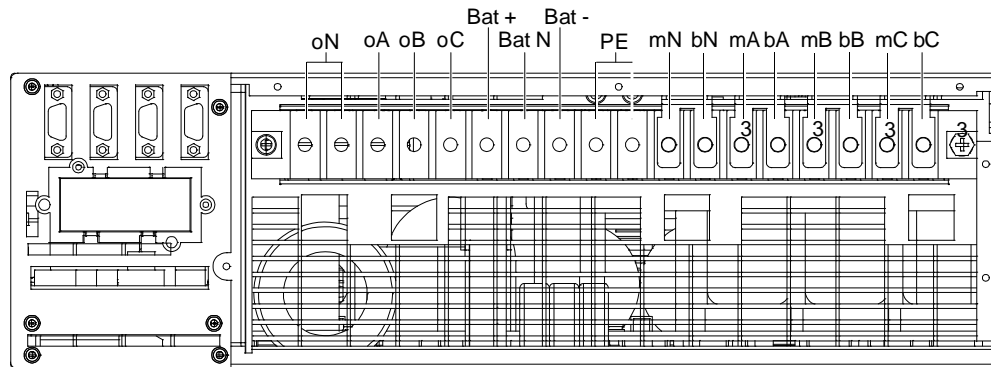 Bat + Bat -
oN oA oB oC Bat N PE mN bN mA bA mB bB mC bC
3 3 3 3